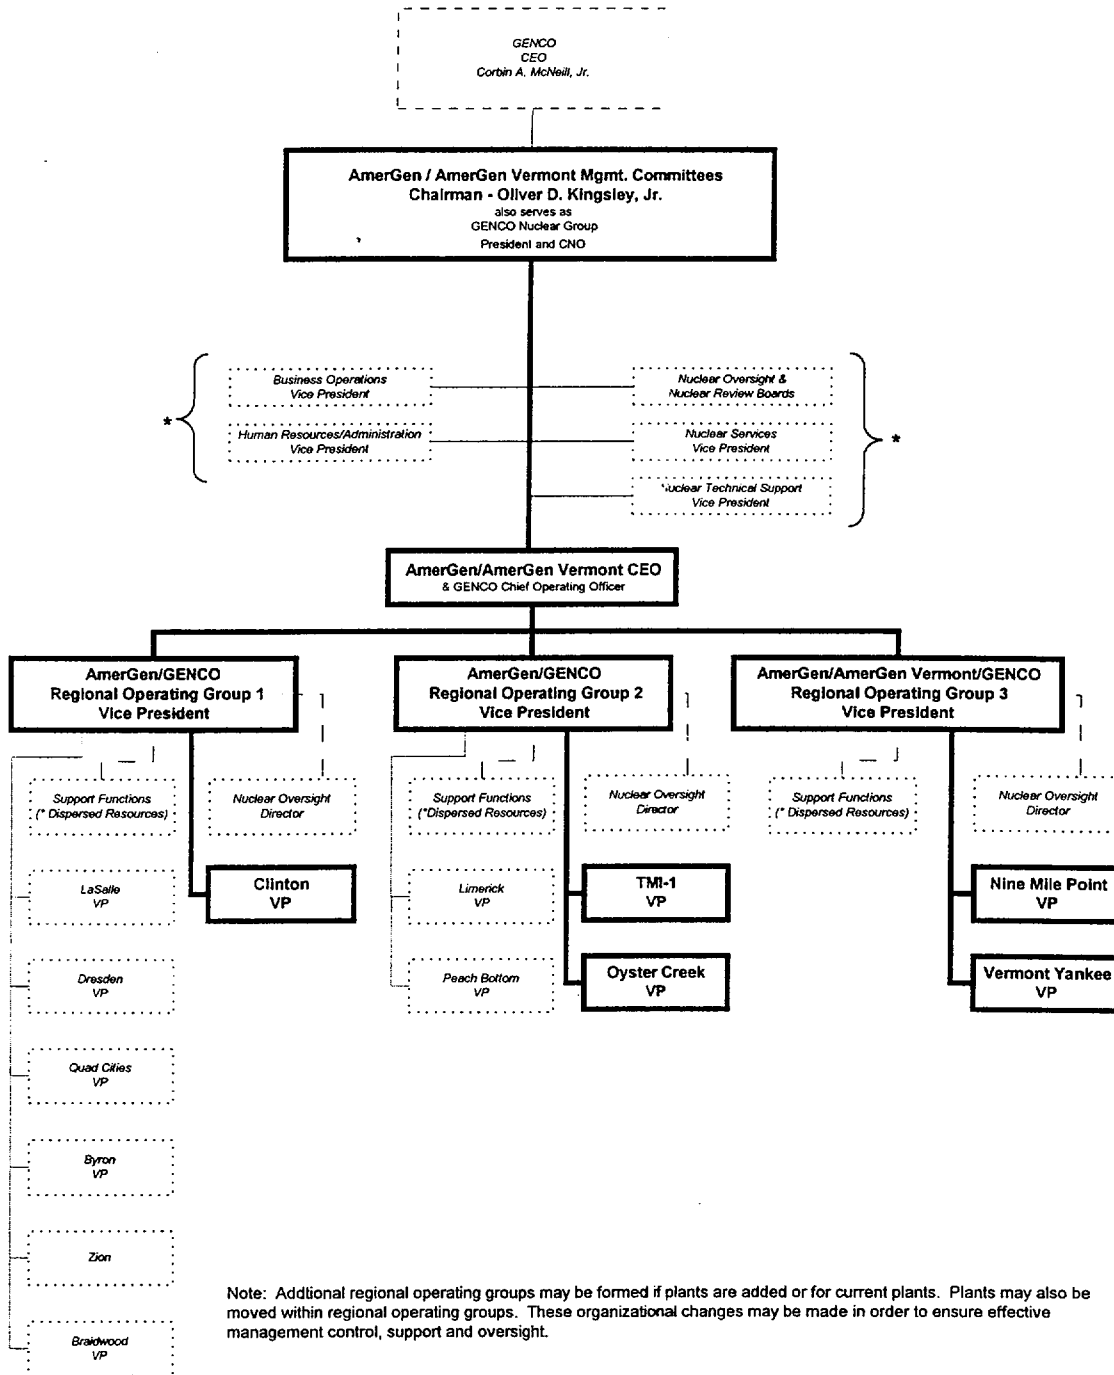 GENCO
CEO
Corbin A. McNeill, Jr.
AmerGen / AmerGen Vermont Mgmt. Committees
Chairman - Oliver D. Kingsley, Jr.
also serves as
GENCO Nuclear Group
President and CNO
*
Business Operations
Vice President
Human Resources/Administration
Vice President
Nuclear Oversight &
Nuclear Review Boards
Nuclear Services
Vice President
Nuclear Technical Support
Vice President
*
AmerGen/AmerGen Vermont CEO
& GENCO Chief Operating Officer
AmerGen/GENCO
Regional Operating Group 1
Vice President
AmerGen/GENCO
Regional Operating Group 2
Vice President
AmerGen/AmerGen Vermont/GENCO
Regional Operating Group 3
Vice President
Support Functions
(* Dispersed Resources)
Nuclear Oversight
Director
Support Functions
(*Dispersed Resources)
Nuclear Oversight
Director
Support Functions
(* Dispersed Resources)
Nuclear Oversight
Director
LaSalle
VP
Clinton
VP
Limerick
VP
TMI-1
VP
Nine Mile Point
VP
Dresden
VP
Peach Bottom
VP
Oyster Creek
VP
Vermont Yankee
VP
Quad Cities
VP
Byron
VP
Zion
Braidwood
VP
Note: Addtional regional operating groups may be formed if plants are added or for current plants. Plants may also be
moved within regional operating groups. These organizational changes may be made in order to ensure effective
management control, support and oversight.